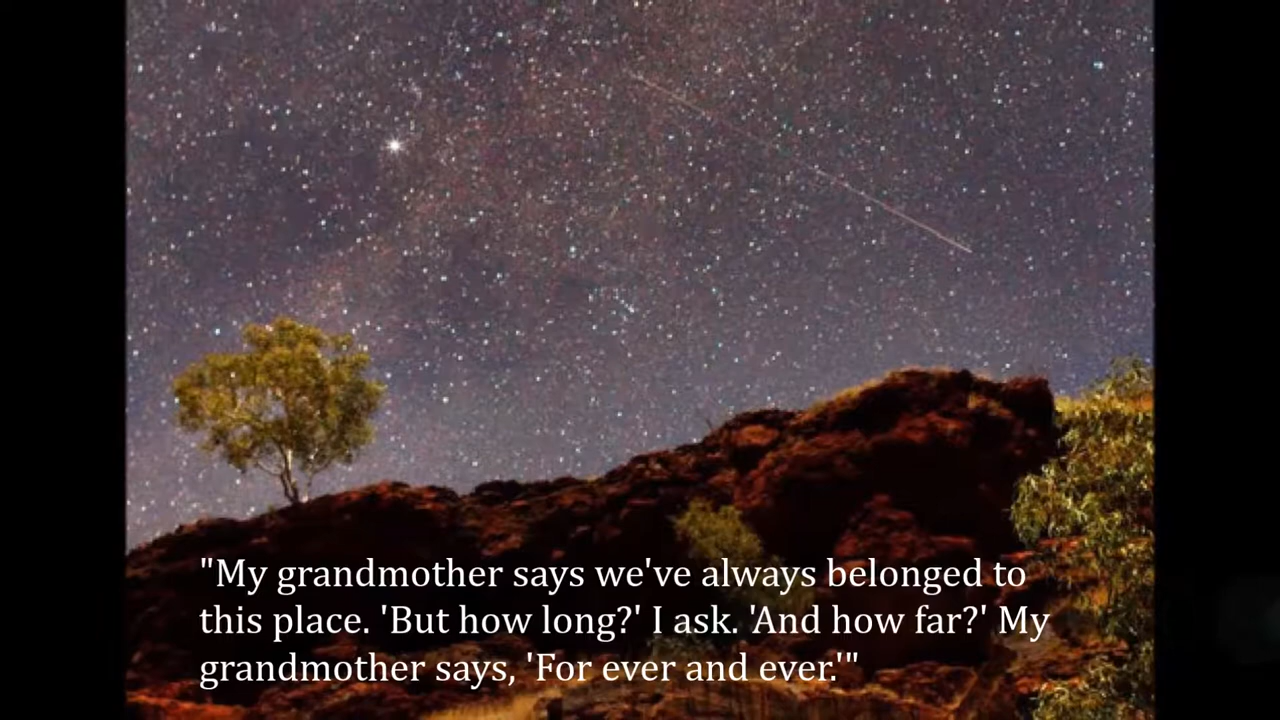 "My grandmother says we've always belonged to
this place. 'But how long?' I ask. 'And how far?' My
grandmother says, 'For ever and ever.'"